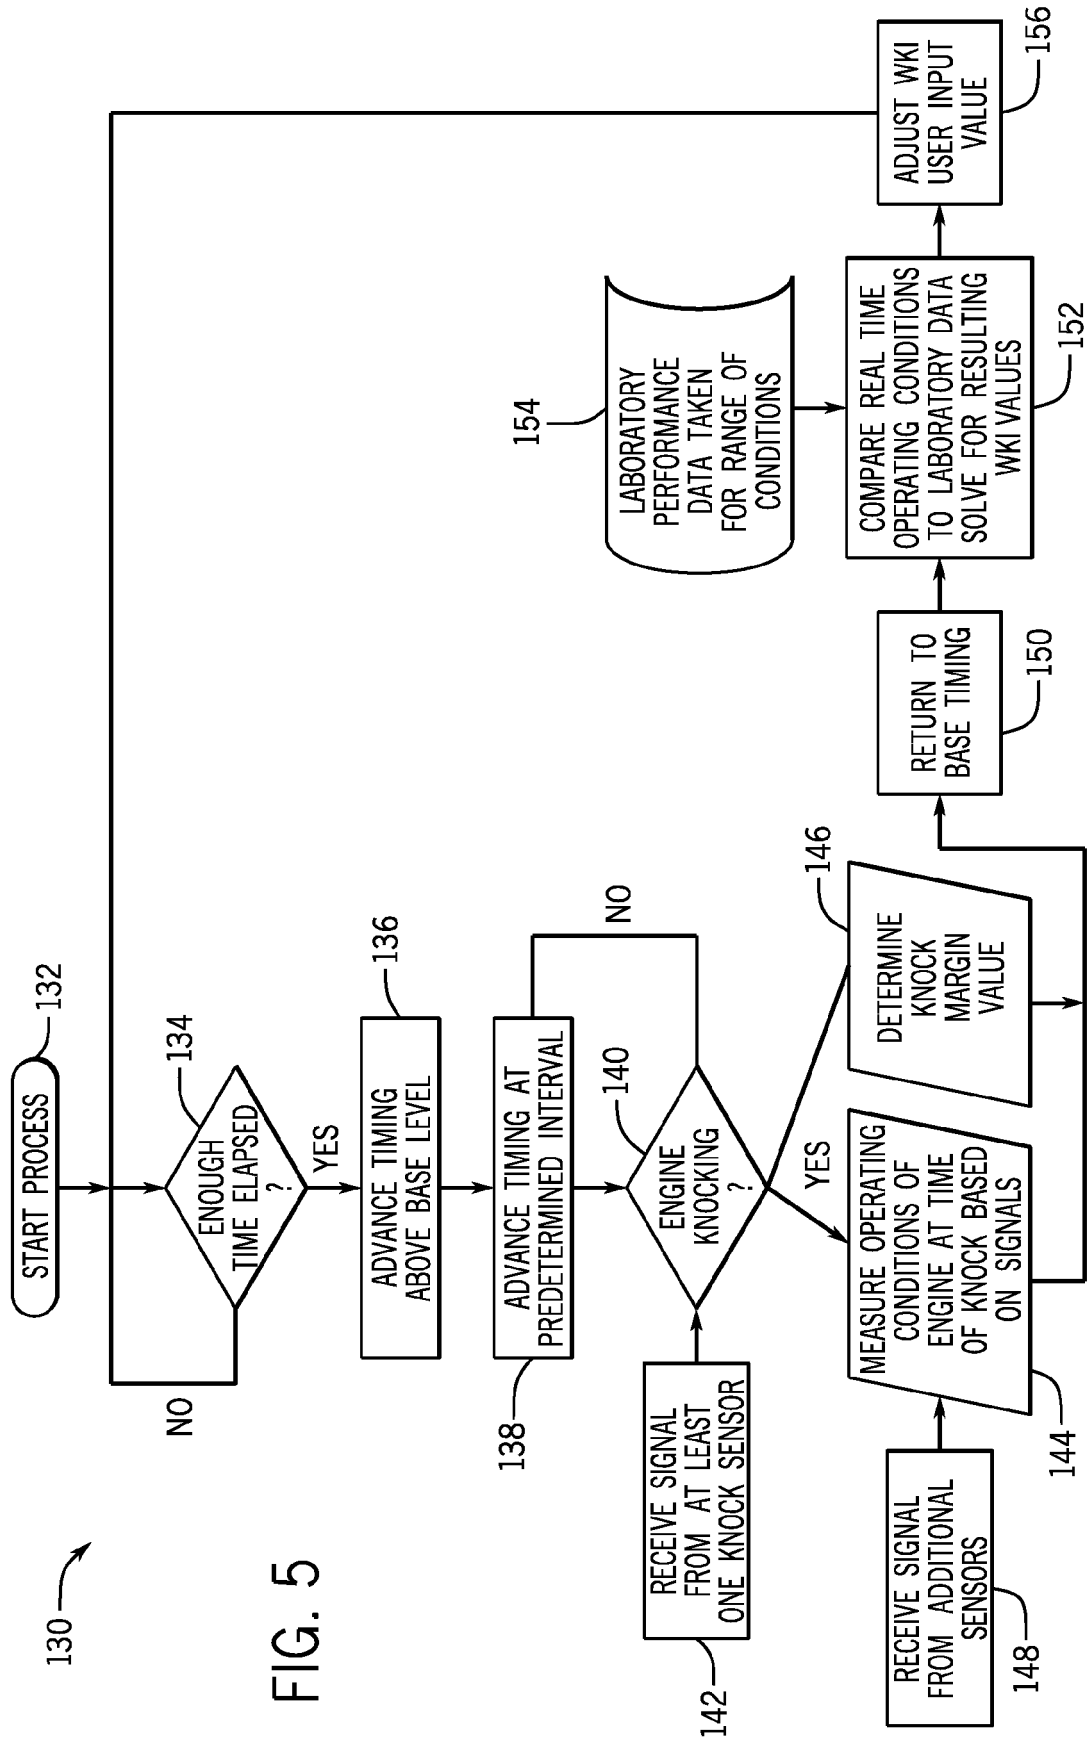 130
FIG. 5
START PROCESS
132
ENOUGH
TIME ELAPSED
?
134
NO
YES
ADVANCE TIMING
ABOVE BASE LEVEL
136
ADVANCE TIMING AT
PREDETERMINED INTERVAL
138
NO
ENGINE
KNOCKING
?
140
RECEIVE SIGNAL
FROM AT LEAST
ONE KNOCK SENSOR
142
YES
MEASURE OPERATING
CONDITIONS OF
ENGINE AT TIME
OF KNOCK BASED
ON SIGNALS
144
DETERMINE
KNOCK
MARGIN
VALUE
146
RECEIVE SIGNAL
FROM ADDITIONAL
SENSORS
148
RETURN TO
BASE TIMING
150
COMPARE REAL TIME
OPERATING CONDITIONS
TO LABORATORY DATA
SOLVE FOR RESULTING
WKI VALUES
152
LABORATORY
PERFORMANCE
DATA TAKEN
FOR RANGE OF
CONDITIONS
154
ADJUST WKI
USER INPUT
VALUE
156